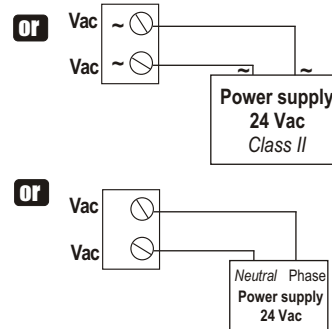 or
Vac ~
Vac ~
~ ~
Power supply
24 Vac
Class II
or
Vac
Vac
Neutral Phase
Power supply
24 Vac